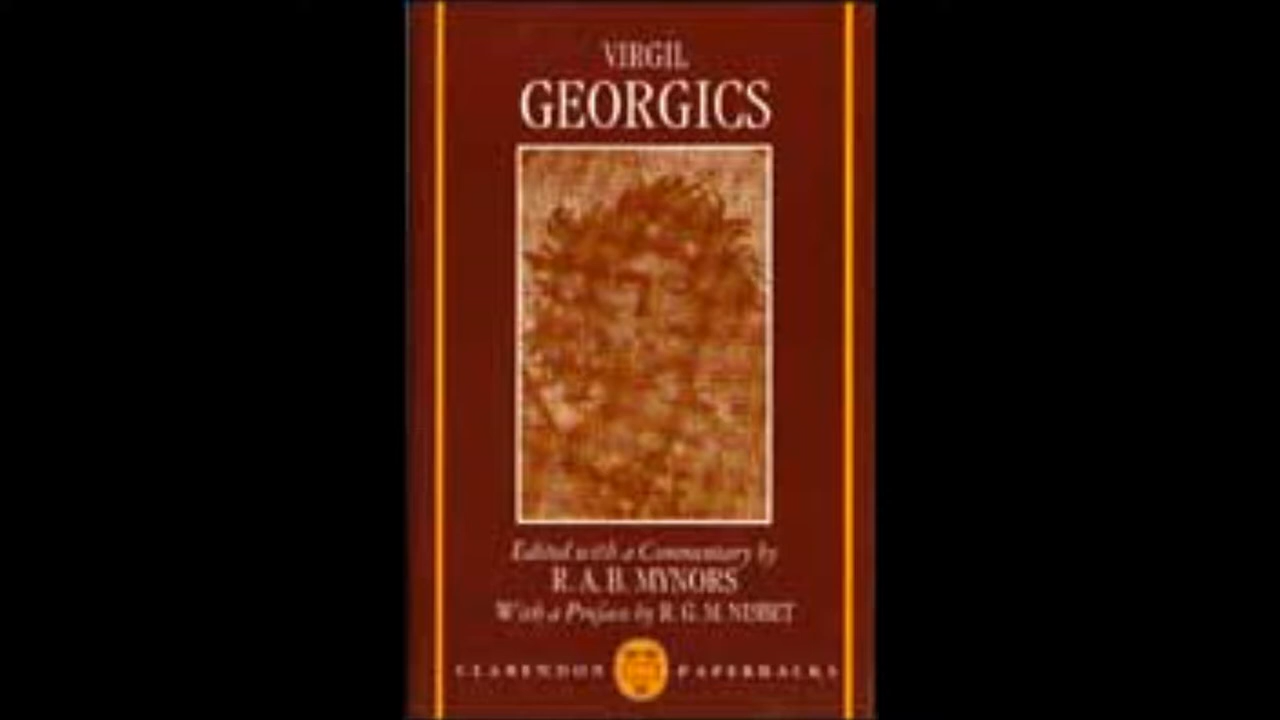 VIRGIL
GEORGICS
Edited with a Commentary by
R. A. B. MYNORS
With a Preface by R. G. M. NISBET
CLARENDON PAPERBACKS